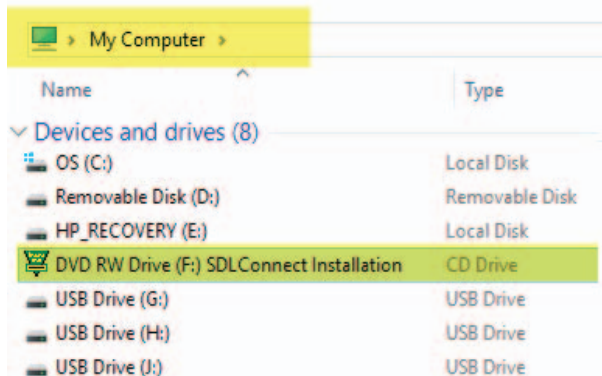 My Computer
Name Type
Devices and drives (8)
OS (C:) Local Disk
Removable Disk (D:) Removable Disk
HP_RECOVERY (E:) Local Disk
DVD RW Drive (F:) SDLConnect Installation CD Drive
USB Drive (G:) USB Drive
USB Drive (H:) USB Drive
USB Drive (J:) USB Drive